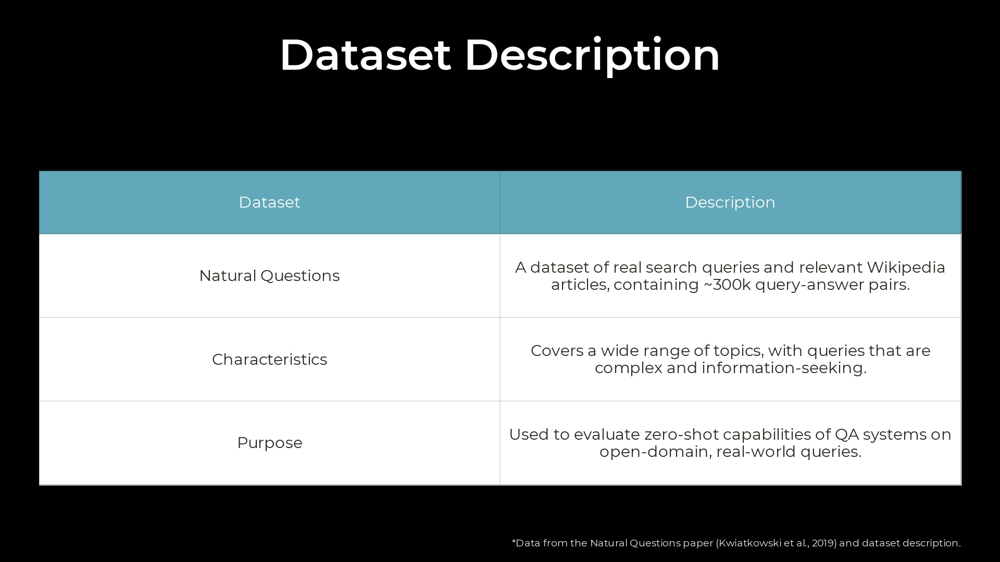 Dataset Description
Dataset
Description
Natural Questions
A dataset of real search queries and relevant Wikipedia
articles, containing ~300k query-answer pairs.
Characteristics
Covers a wide range of topics, with queries that are
complex and information-seeking.
Purpose
Used to evaluate zero-shot capabilities of QA systems on
open-domain, real-world queries.
*Data from the Natural Questions paper (Kwiatkowski et al., 2019) and dataset description.